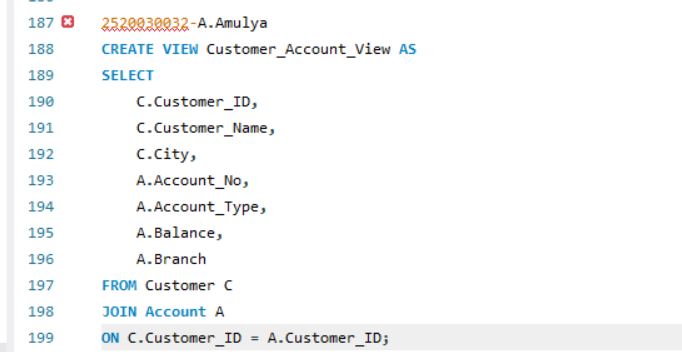 187 2520030032-A.Amulya
188 CREATE VIEW Customer_Account_View AS
189 SELECT
190 C.Customer_ID,
191 C.Customer_Name,
192 C.City,
193 A.Account_No,
194 A.Account_Type,
195 A.Balance,
196 A.Branch
197 FROM Customer C
198 JOIN Account A
199 ON C.Customer_ID = A.Customer_ID;